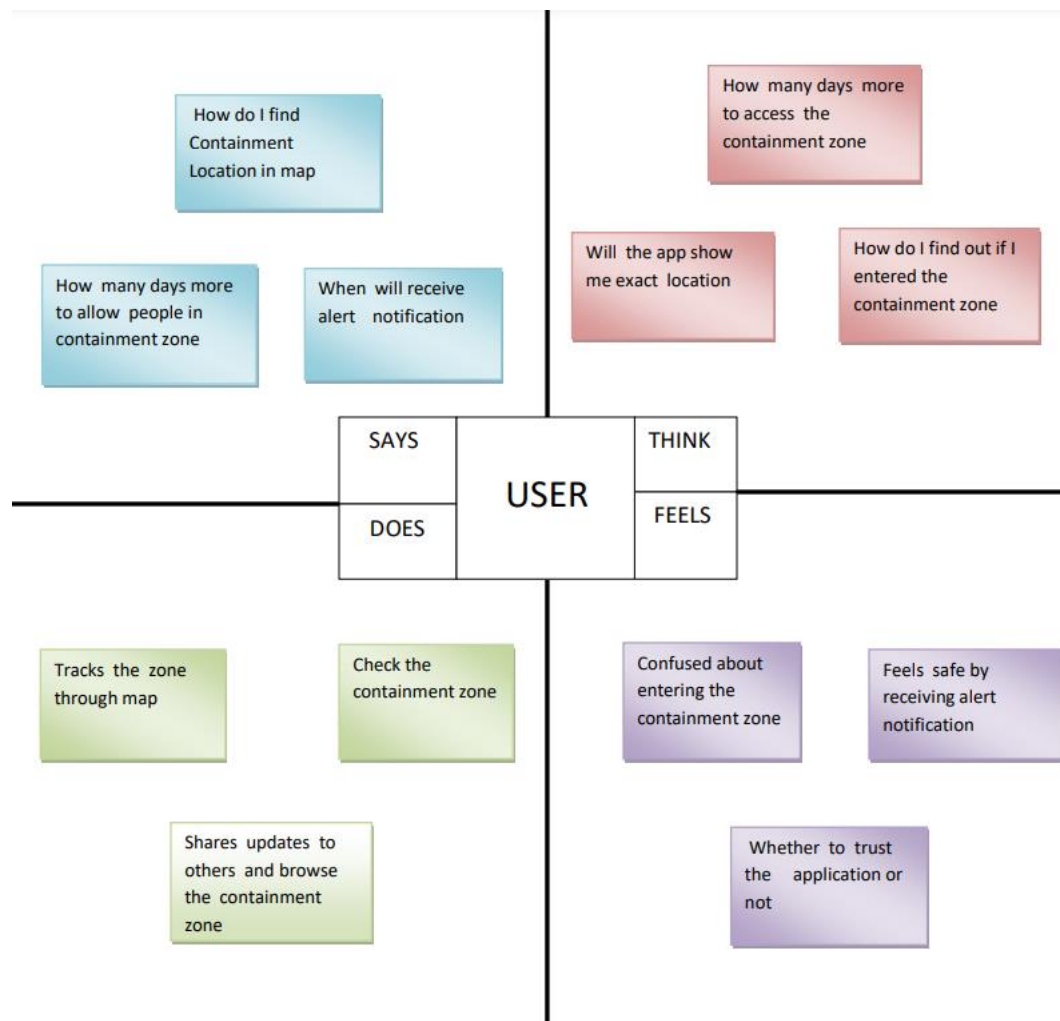 How do I find
Containment
Location in map
How many days more
to allow people in
containment zone
When will receive
alert notification
How many days more
to access the
containment zone
Will the app show
me exact location
How do I find out if I
entered the
containment zone
SAYS
DOES
USER
THINK
FEELS
Tracks the zone
through map
Check the
containment zone
Shares updates to
others and browse
the containment
zone
Confused about
entering the
containment zone
Feels safe by
receiving alert
notification
Whether to trust
the application or
not